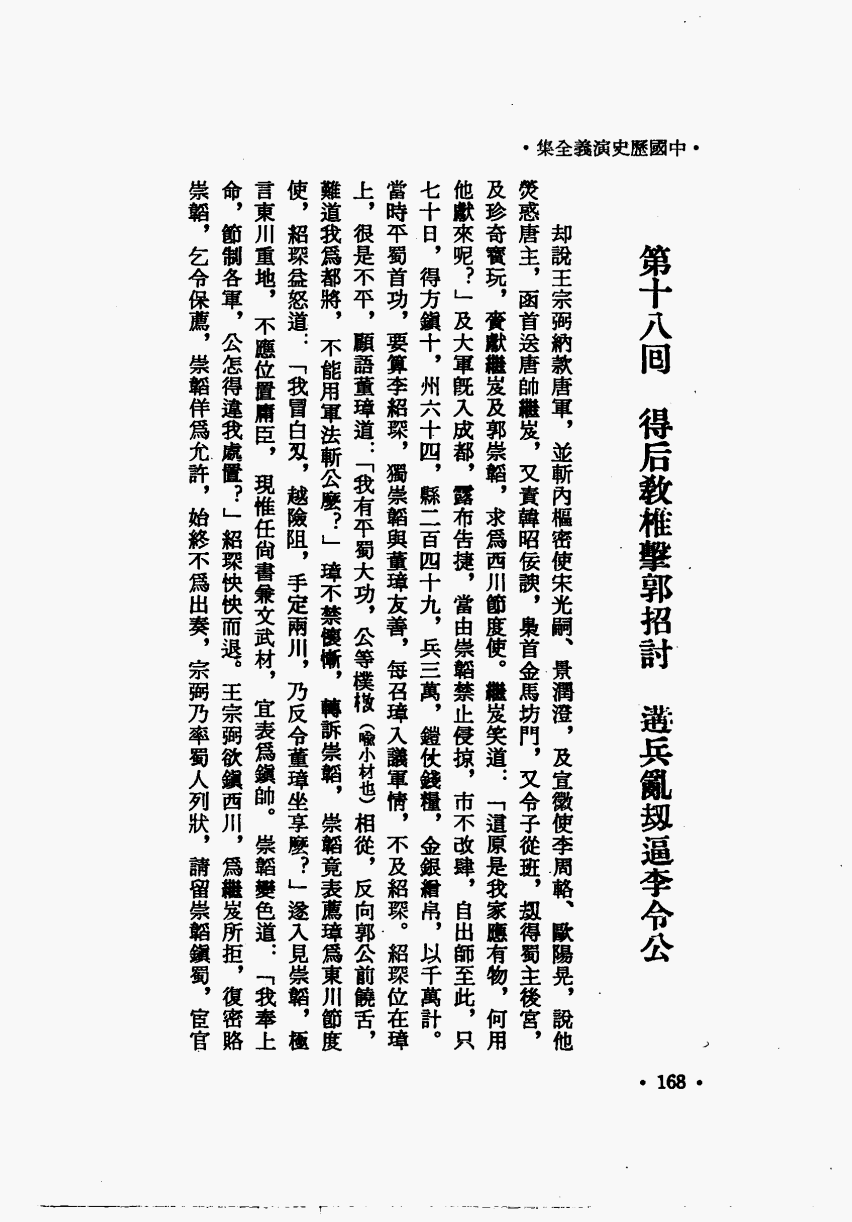 •中國歷史演義全集•
第十八回　得后教椎擊郭招討　遘兵亂刼逼李令公
却說王宗弼納款唐軍，並斬內樞密使宋光嗣、景潤澄，及宣徽使李周輅、歐陽晃，說他
熒惑唐主，函首送唐帥繼岌，又責韓昭佞諛，梟首金馬坊門，又令子從班，刼得蜀主後宮，
及珍奇寶玩，賚獻繼岌及郭崇韜，求爲西川節度使。繼岌笑道：「這原是我家應有物，何用
他獻來呢？」及大軍旣入成都，露布告捷，當由崇韜禁止侵掠，市不改肆，自出師至此，只
七十日，得方鎭十，州六十四，縣二百四十九，兵三萬，鎧仗錢糧，金銀繒帛，以千萬計。
當時平蜀首功，要算李紹琛，獨崇韜與董璋友善，每召璋入議軍情，不及紹琛。紹琛位在璋
上，很是不平，顧語董璋道：「我有平蜀大功，公等樸樕（喩小材也）相從，反向郭公前饒舌，
難道我爲都將，不能用軍法斬公麼？」璋不禁懷慚，轉訴崇韜，崇韜竟表薦璋爲東川節度
使，紹琛益怒道：「我冒白刃，越險阻，手定兩川，乃反令董璋坐享麼？」遂入見崇韜，極
言東川重地，不應位置庸臣，現惟任尙書兼文武材，宜表爲鎭帥。崇韜變色道：「我奉上
命，節制各軍，公怎得違我處置？」紹琛怏怏而退。王宗弼欲鎭西川，爲繼岌所拒，復密賂
崇韜，乞令保薦，崇韜佯爲允許，始終不爲出奏，宗弼乃率蜀人列狀，請留崇韜鎭蜀，宦官
• 168 •